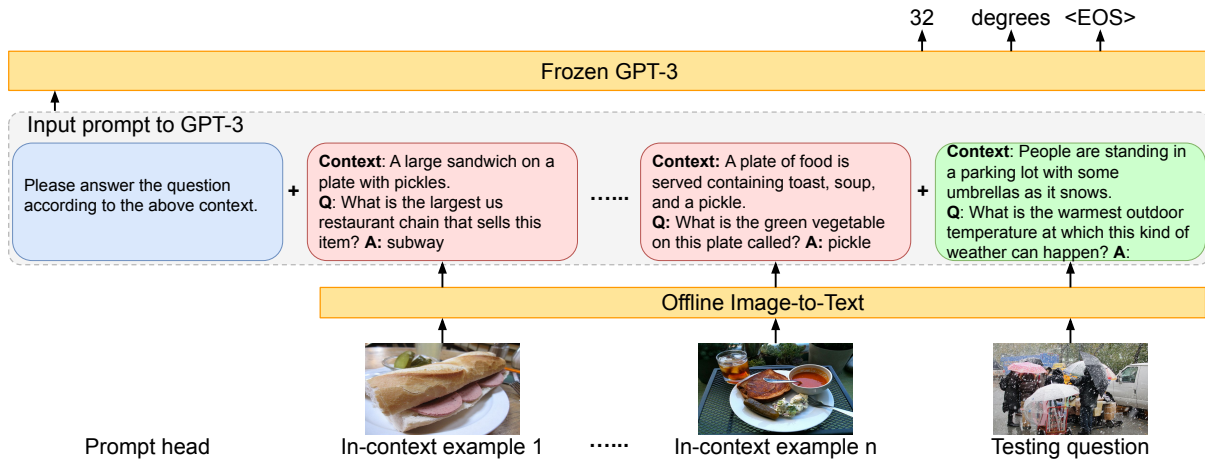 32 degrees <EOS>
Frozen GPT-3
Input prompt to GPT-3
Please answer the question
according to the above context.
+
Context: A large sandwich on a
plate with pickles.
Q: What is the largest us
restaurant chain that sells this
item? A: subway
......
Context: A plate of food is
served containing toast, soup,
and a pickle.
Q: What is the green vegetable
on this plate called? A: pickle
+
Context: People are standing in
a parking lot with some
umbrellas as it snows.
Q: What is the warmest outdoor
temperature at which this kind of
weather can happen? A:
Offline Image-to-Text
Prompt head
In-context example 1
......
In-context example n
Testing question